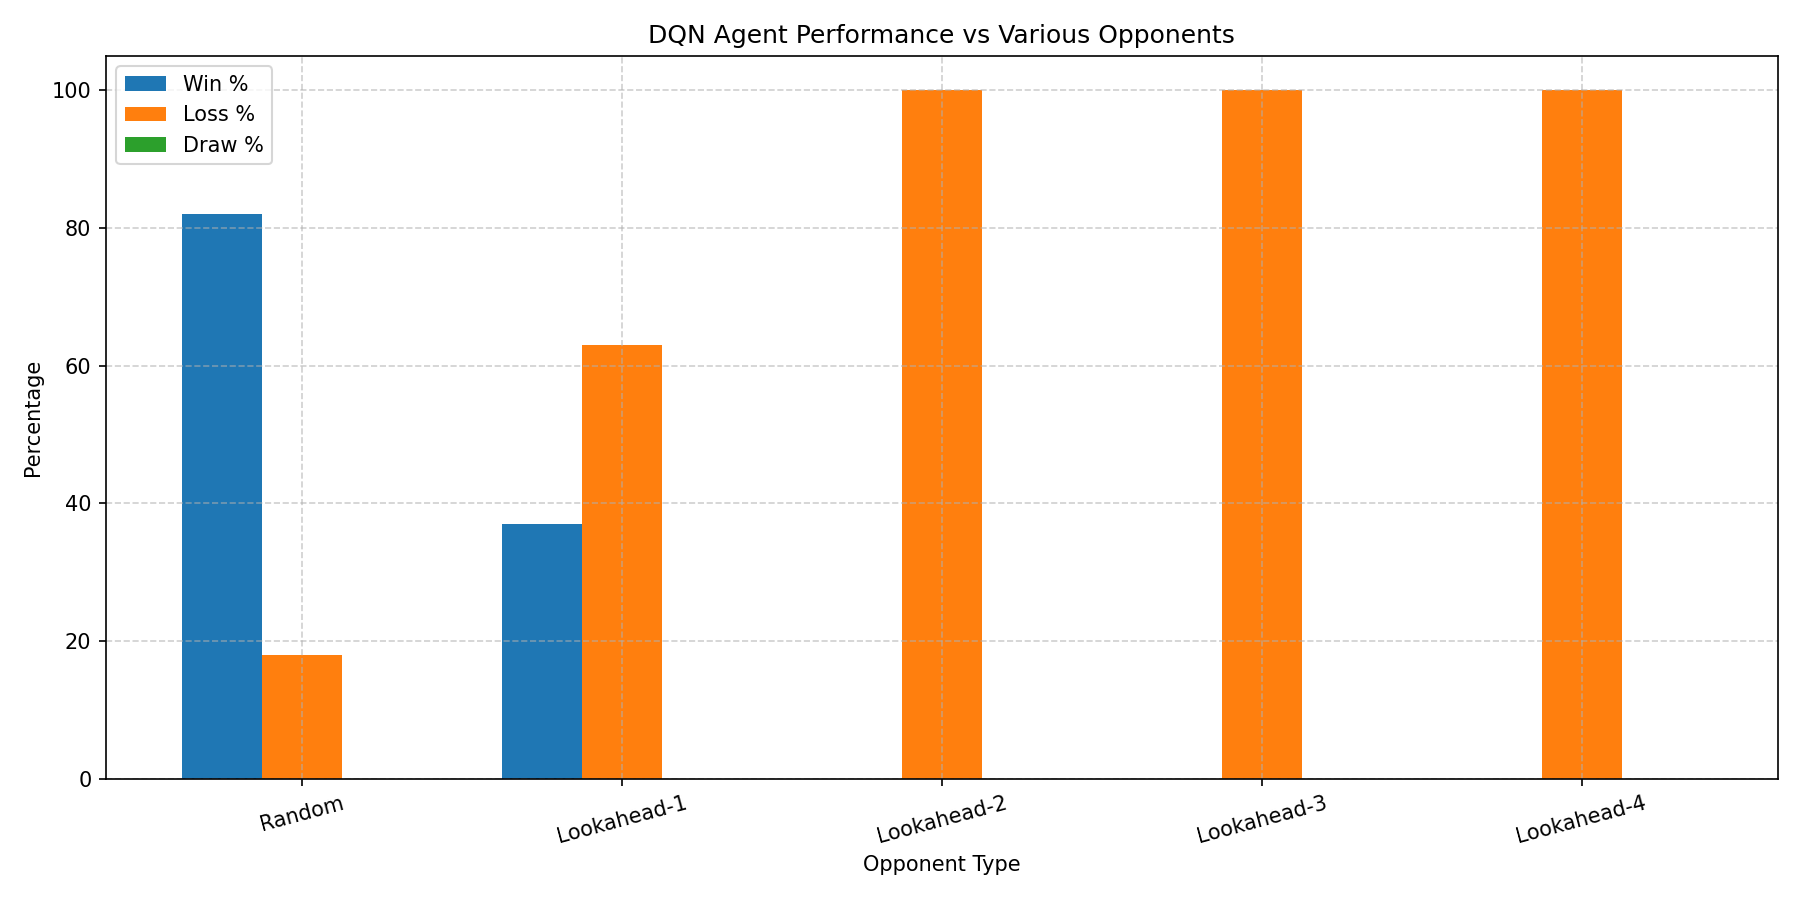 DQN Agent Performance vs Various Opponents
Win %
Loss %
Draw %
100
80
60
40
20
0
Percentage
Random
Lookahead-1
Lookahead-2
Lookahead-3
Lookahead-4
Opponent Type